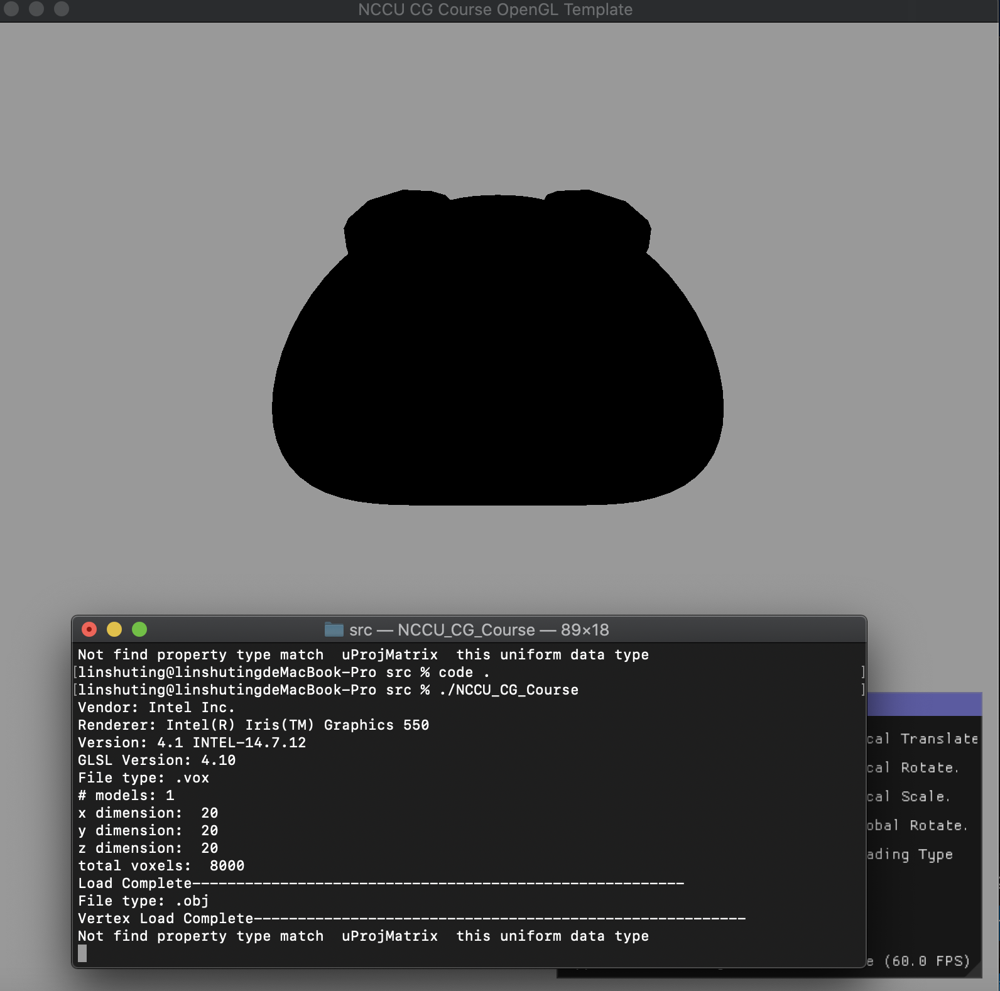 NCCU CG Course OpenGL Template
src — NCCU_CG_Course — 89×18
Not find property type match  uProjMatrix  this uniform data type
[linshuting@linshutingdeMacBook-Pro src % code .]
[linshuting@linshutingdeMacBook-Pro src % ./NCCU_CG_Course]
Vendor: Intel Inc.
Renderer: Intel(R) Iris(TM) Graphics 550
Version: 4.1 INTEL-14.7.12
GLSL Version: 4.10
File type: .vox
# models: 1
x dimension:  20
y dimension:  20
z dimension:  20
total voxels:  8000
Load Complete--------------------------------------------------------
File type: .obj
Vertex Load Complete--------------------------------------------------------
Not find property type match  uProjMatrix  this uniform data type
cal Translate
cal Rotate.
cal Scale.
obal Rotate.
ading Type
e (60.0 FPS)